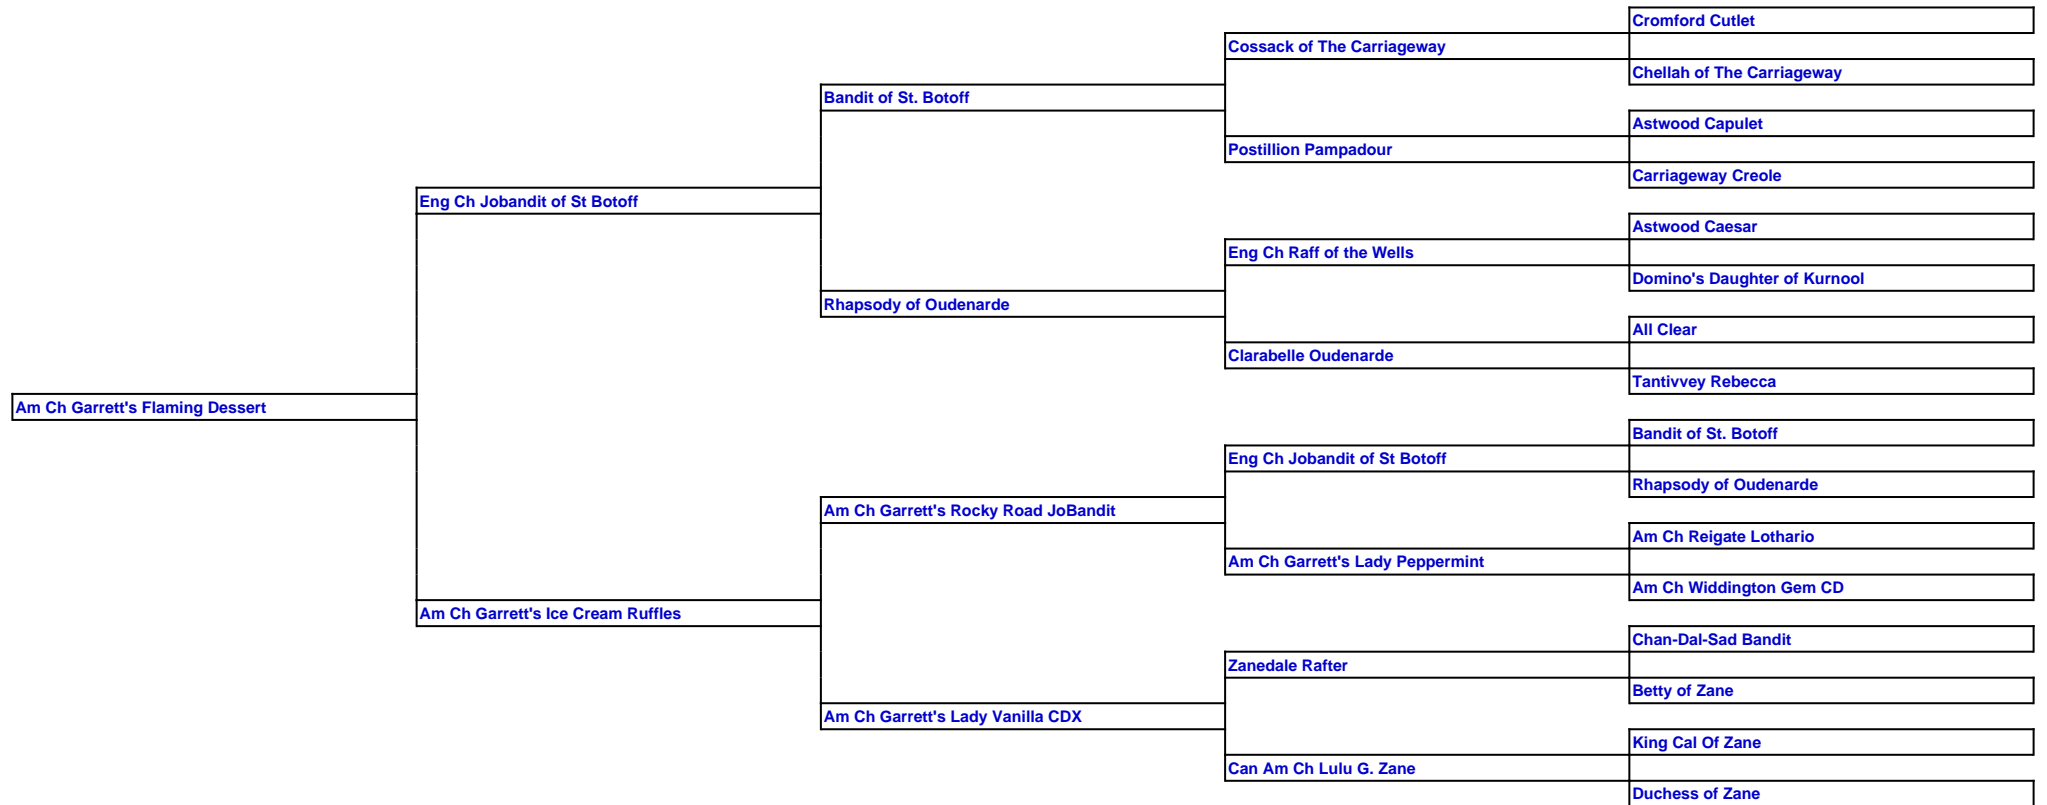 Cromford Cutlet
Cossack of The Carriageway
Chellah of The Carriageway
Bandit of St. Botoff
Astwood Capulet
Postillion Pampadour
Carriageway Creole
Eng Ch Jobandit of St Botoff
Astwood Caesar
Eng Ch Raff of the Wells
Domino's Daughter of Kurnool
Rhapsody of Oudenarde
All Clear
Clarabelle Oudenarde
Tantivvey Rebecca
Am Ch Garrett's Flaming Dessert
Bandit of St. Botoff
Eng Ch Jobandit of St Botoff
Rhapsody of Oudenarde
Am Ch Garrett's Rocky Road JoBandit
Am Ch Reigate Lothario
Am Ch Garrett's Lady Peppermint
Am Ch Widdington Gem CD
Am Ch Garrett's Ice Cream Ruffles
Chan-Dal-Sad Bandit
Zanedale Rafter
Betty of Zane
Am Ch Garrett's Lady Vanilla CDX
King Cal Of Zane
Can Am Ch Lulu G. Zane
Duchess of Zane